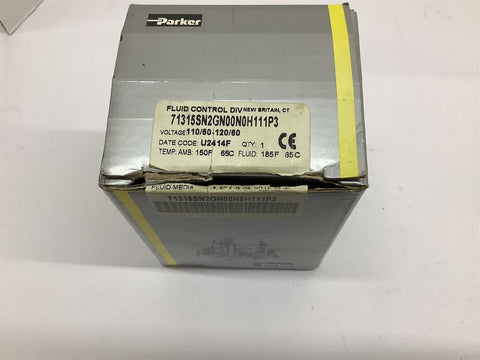 Parker
FLUID CONTROL DIV NEW BRITAIN, CT
71315SN2GN00N0H111P3
VOLTAGE 110/50-120/60
DATE CODE: U2414F QTY: 1 CE
TEMP: AMB: 150F 65C FLUID: 185F 85C
FLUID MEDIA
71315SN2GN00N0H111P3
Parker